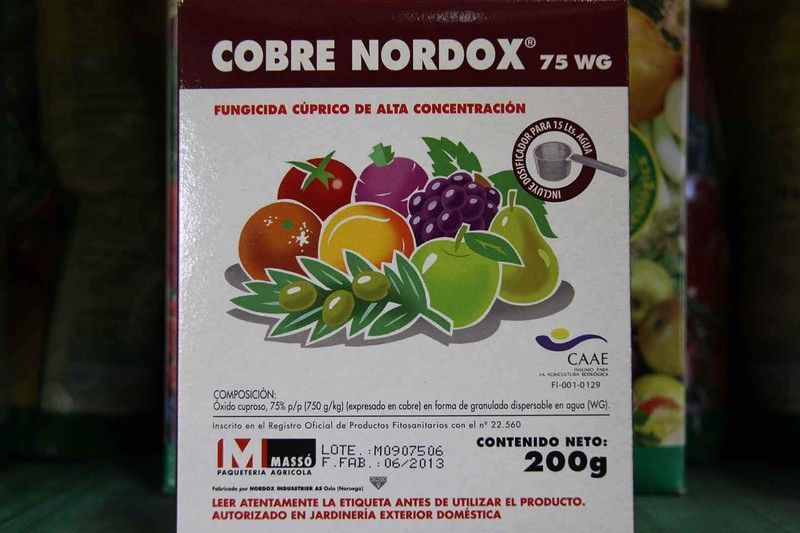 COBRE NORDOX® 75 WG
FUNGICIDA CÚPRICO DE ALTA CONCENTRACIÓN
INCLUYE DOSIFICADOR PARA 15 Lts. AGUA
CAAE
INSUMO PARA
LA AGRICULTURA ECOLÓGICA
FI-001-0129
COMPOSICIÓN:
Óxido cuproso, 75% p/p (750 g/kg) (expresado en cobre) en forma de granulado dispersable en agua (WG).
Inscrito en el Registro Oficial de Productos Fitosanitarios con el nº 22.560
M MASSÓ
PAQUETERÍA AGRÍCOLA
LOTE.:M0907506
F.FAB.:06/2013
CONTENIDO NETO:
200g
Fabricado por NORDOX INDUSTRIER AS Oslo (Noruega)
LEER ATENTAMENTE LA ETIQUETA ANTES DE UTILIZAR EL PRODUCTO.
AUTORIZADO EN JARDINERÍA EXTERIOR DOMÉSTICA